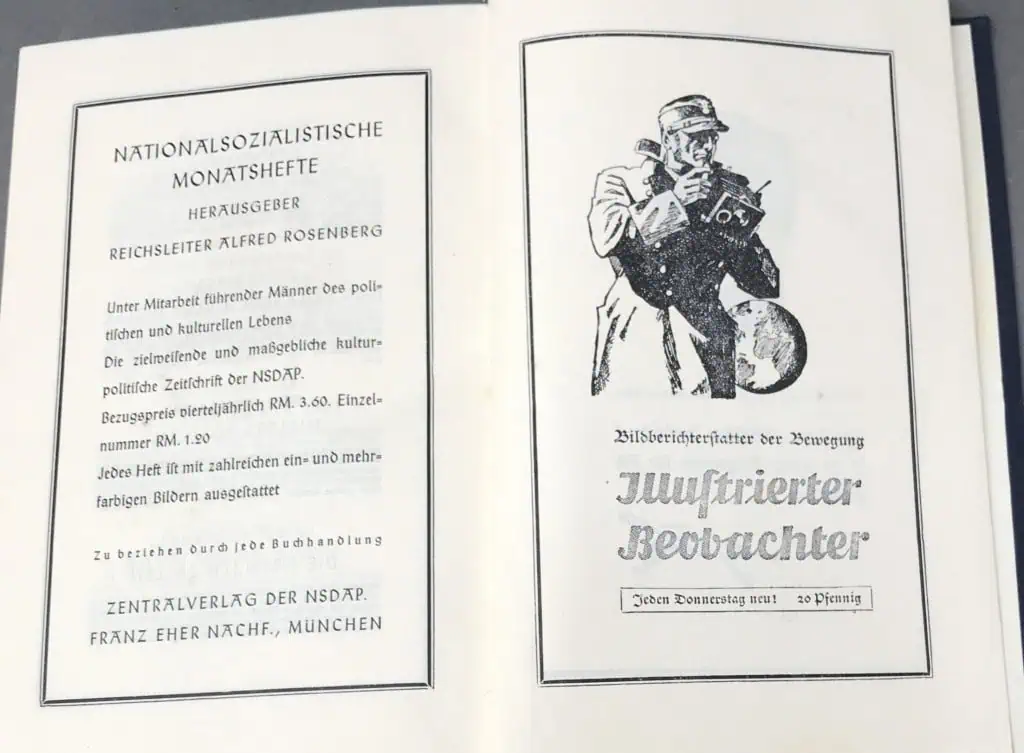 NATIONALSOZIALISTISCHE
MONATSHEFTE
HERAUSGEBER
REICHSLEITER ALFRED ROSENBERG
Unter Mitarbeit führender Männer des poli=
tiſchen und kulturellen Lebens
Die zielweiſende und maßgebliche kultur=
politiſche Zeitſchrift der NSDAP.
Bezugspreis vierteljährlich RM. 3.60. Einzel=
nummer RM. 1.20
Jedes Heft iſt mit zahlreichen ein= und mehr=
farbigen Bildern ausgeſtattet
Zu beziehen durch jede Buchhandlung
ZENTRALVERLAG DER NSDAP.
FRANZ EHER NACHF., MÜNCHEN
Bildberichterſtatter der Bewegung
Illuſtrierter
Beobachter
Jeden Donnerstag neu! 20 Pfennig